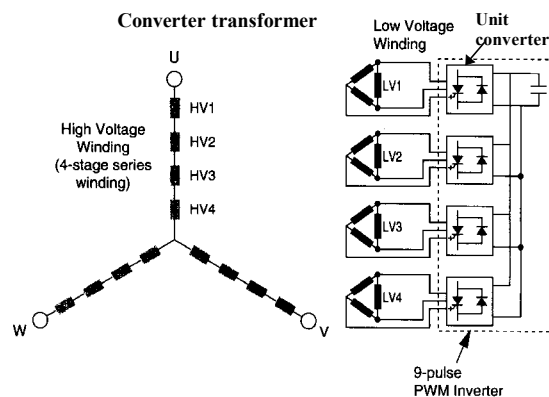 Converter transformer
U
HV1
HV2
HV3
HV4
High Voltage
Winding
(4-stage series
winding)
W
V
Low Voltage
Winding
Unit
converter
LV1
LV2
LV3
LV4
9-pulse
PWM Inverter